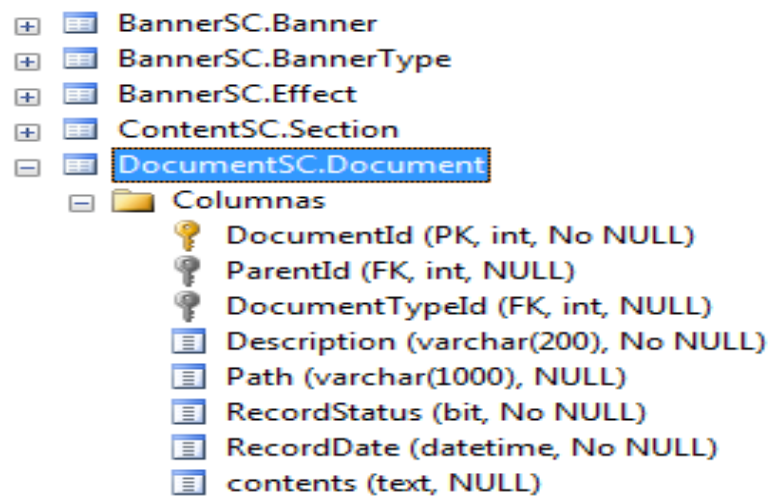 BannerSC.Banner
BannerSC.BannerType
BannerSC.Effect
ContentSC.Section
DocumentSC.Document
Columnas
DocumentId (PK, int, No NULL)
ParentId (FK, int, NULL)
DocumentTypeId (FK, int, NULL)
Description (varchar(200), No NULL)
Path (varchar(1000), NULL)
RecordStatus (bit, No NULL)
RecordDate (datetime, No NULL)
contents (text, NULL)